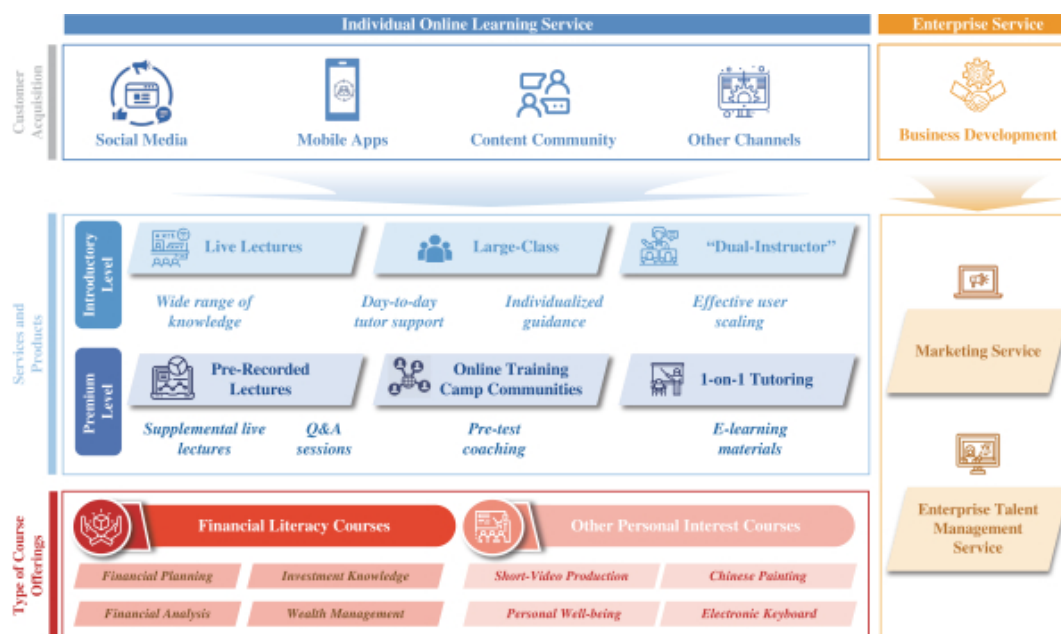 Individual Online Learning Service
Enterprise Service
Customer
Acquisition
Social Media
Mobile Apps
Content Community
Other Channels
Business Development
Services and
Products
Introductory
Level
Live Lectures
Large-Class
“Dual-Instructor”
Wide range of
knowledge
Day-to-day
tutor support
Individualized
guidance
Effective user
scaling
Premium
Level
Pre-Recorded
Lectures
Online Training
Camp Communities
1-on-1 Tutoring
Supplemental live
lectures
Q&A
sessions
Pre-test
coaching
E-learning
materials
Marketing Service
Enterprise Talent
Management
Service
Type of Course
Offerings
Financial Literacy Courses
Other Personal Interest Courses
Financial Planning
Investment Knowledge
Short-Video Production
Chinese Painting
Financial Analysis
Wealth Management
Personal Well-being
Electronic Keyboard